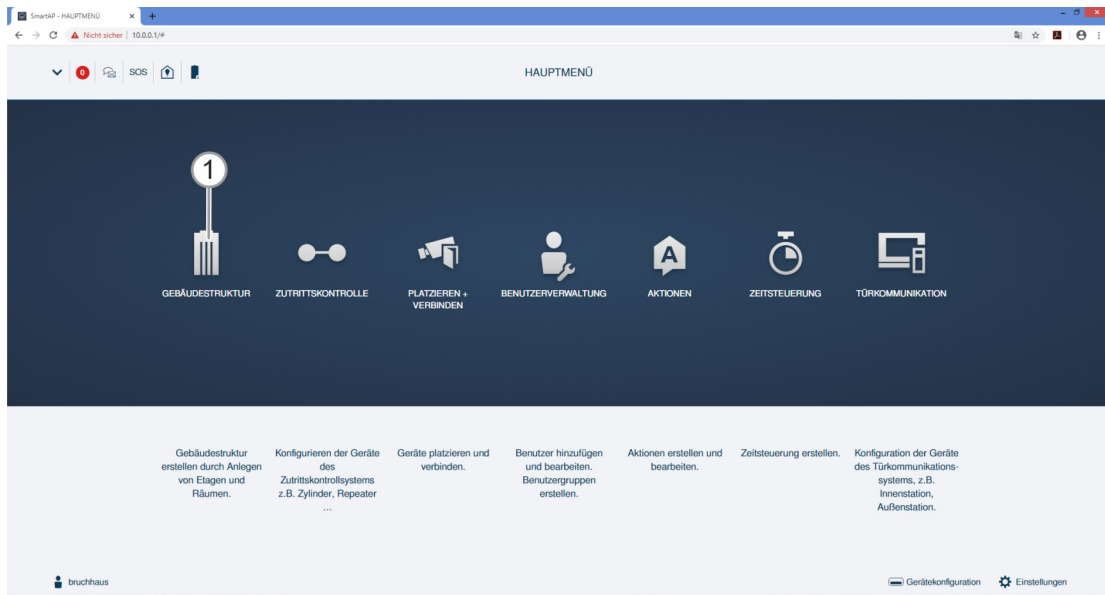 SmartAP - HAUPTMENÜ
Nicht sicher | 10.0.0.1/#
0
SOS
HAUPTMENÜ
1
GEBÄUDESTRUKTUR
ZUTRITTSKONTROLLE
PLATZIEREN +
VERBINDEN
BENUTZERVERWALTUNG
A
AKTIONEN
ZEITSTEUERUNG
TÜRKOMMUNIKATION
Gebäudestruktur
erstellen durch Anlegen
von Etagen und
Räumen.
Konfigurieren der Geräte
des
Zutrittskontrollsystems
z.B. Zylinder, Repeater
...
Geräte platzieren und
verbinden.
Benutzer hinzufügen
und bearbeiten.
Benutzergruppen
erstellen.
Aktionen erstellen und
bearbeiten.
Zeitsteuerung erstellen.
Konfiguration der Geräte
des Türkommunikations-
systems, z.B.
Innenstation,
Außenstation.
bruchhaus
Gerätekonfiguration
Einstellungen